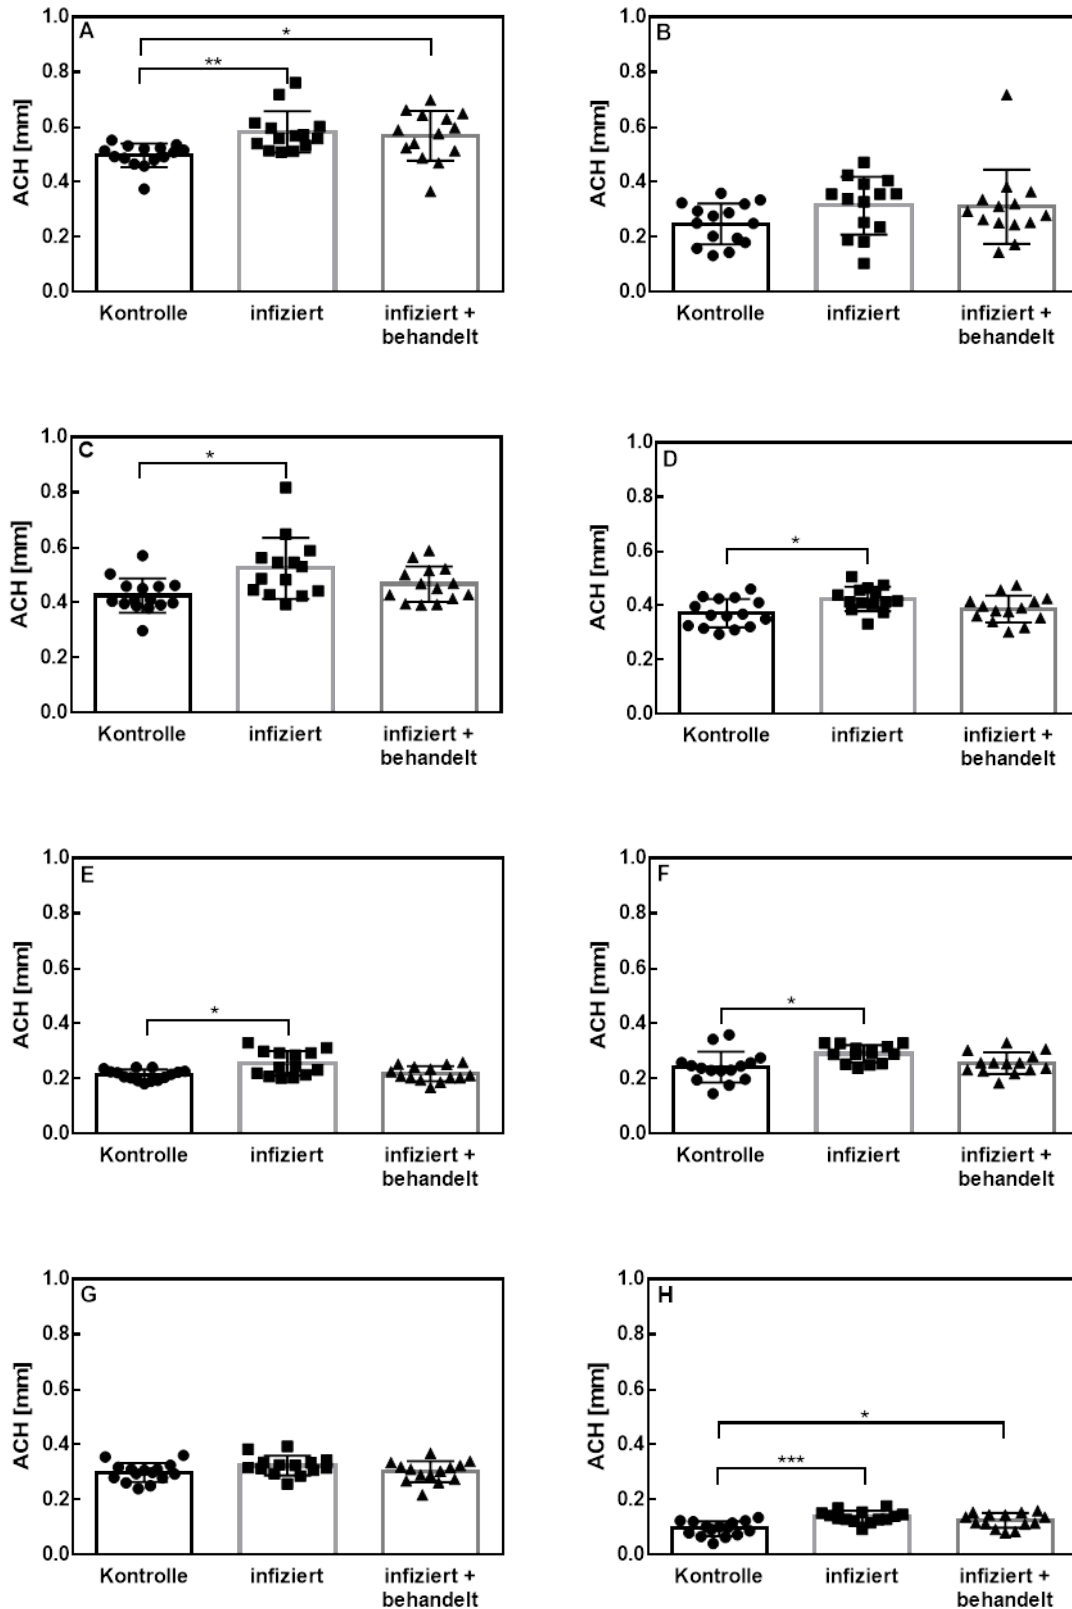 A
ACH [mm]
1.0
0.8
0.6
0.4
0.2
0.0
*
**
Kontrolle
infiziert
infiziert +
behandelt
B
ACH [mm]
1.0
0.8
0.6
0.4
0.2
0.0
Kontrolle
infiziert
infiziert +
behandelt
C
ACH [mm]
1.0
0.8
0.6
0.4
0.2
0.0
*
Kontrolle
infiziert
infiziert +
behandelt
D
ACH [mm]
1.0
0.8
0.6
0.4
0.2
0.0
*
Kontrolle
infiziert
infiziert +
behandelt
E
ACH [mm]
1.0
0.8
0.6
0.4
0.2
0.0
*
Kontrolle
infiziert
infiziert +
behandelt
F
ACH [mm]
1.0
0.8
0.6
0.4
0.2
0.0
*
Kontrolle
infiziert
infiziert +
behandelt
G
ACH [mm]
1.0
0.8
0.6
0.4
0.2
0.0
Kontrolle
infiziert
infiziert +
behandelt
H
ACH [mm]
1.0
0.8
0.6
0.4
0.2
0.0
*
***
Kontrolle
infiziert
infiziert +
behandelt